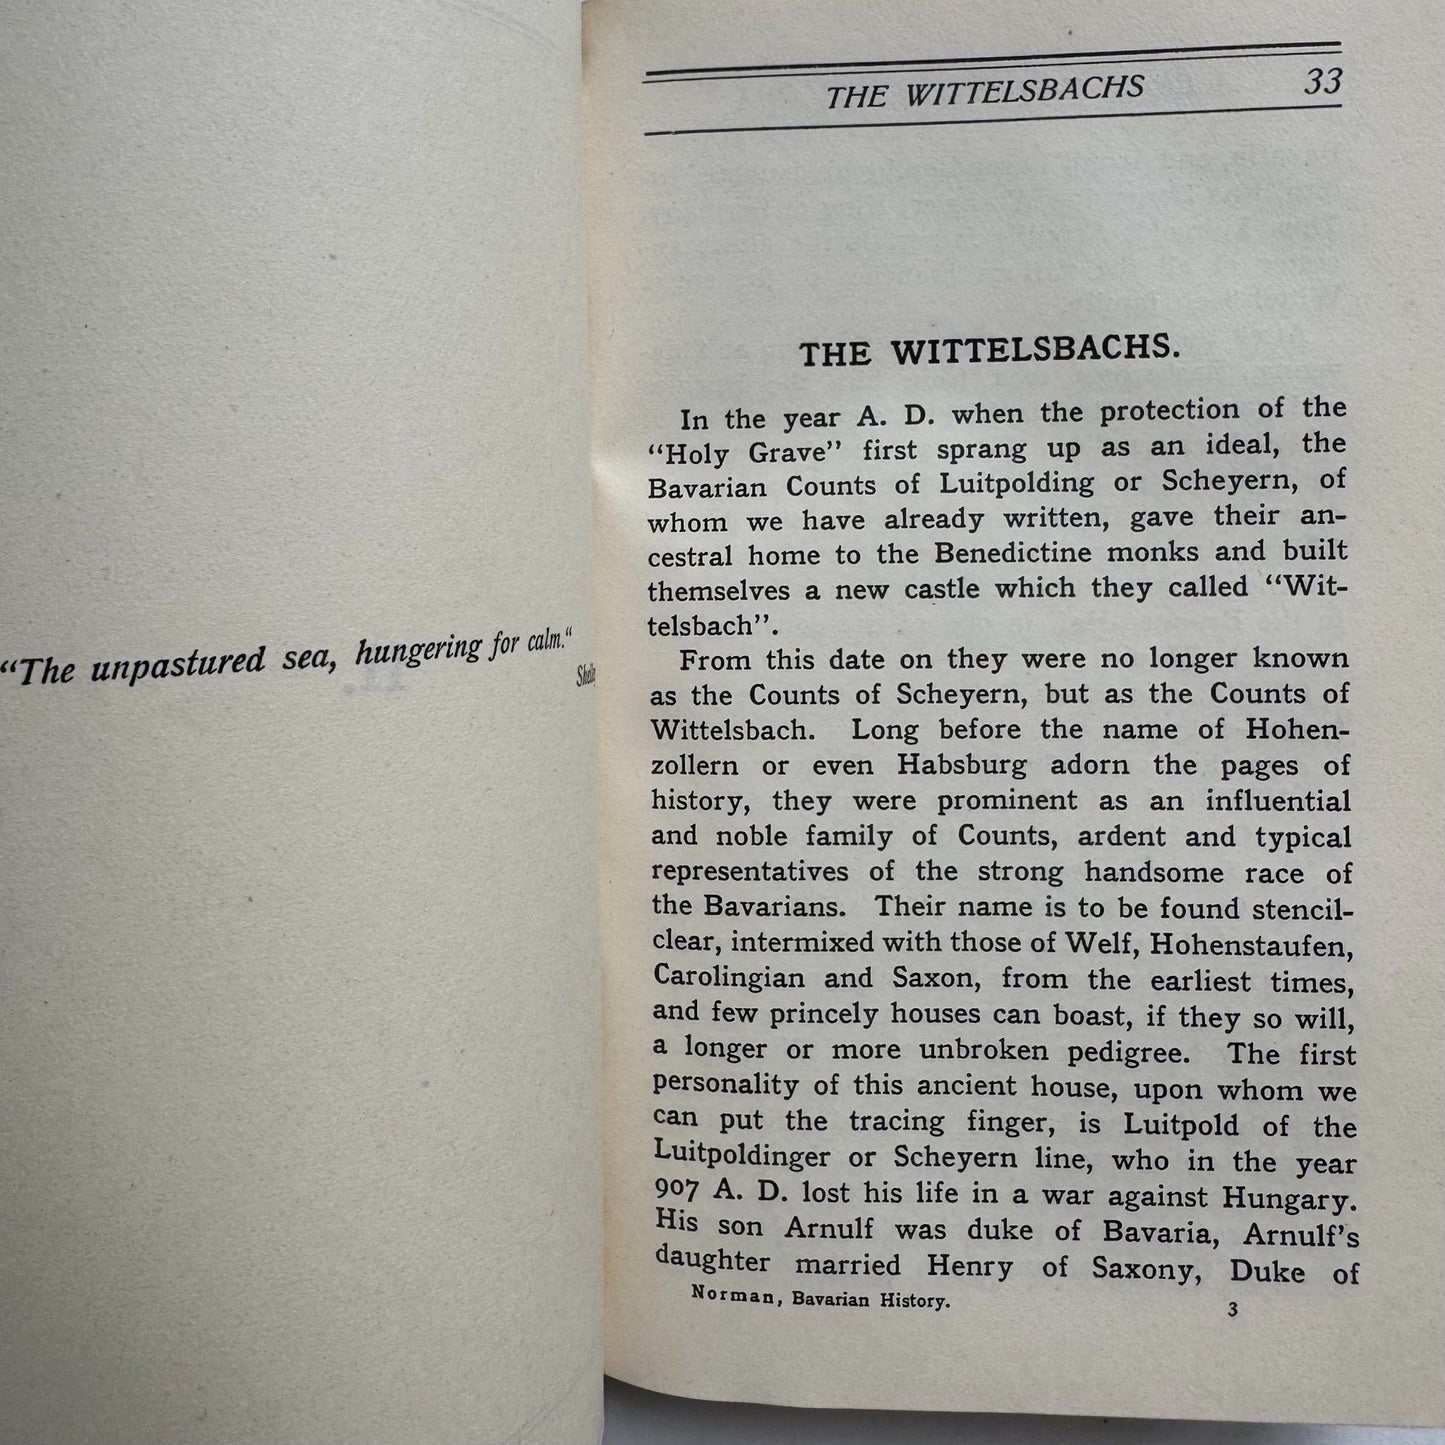 “The unpastured sea, hungering for calm.“
THE WITTELSBACHS 33
THE WITTELSBACHS.
In the year A. D. when the protection of the
“Holy Grave” first sprang up as an ideal, the
Bavarian Counts of Luitpolding or Scheyern, of
whom we have already written, gave their an-
cestral home to the Benedictine monks and built
themselves a new castle which they called “Wit-
telsbach”.
From this date on they were no longer known
as the Counts of Scheyern, but as the Counts of
Wittelsbach. Long before the name of Hohen-
zollern or even Habsburg adorn the pages of
history, they were prominent as an influential
and noble family of Counts, ardent and typical
representatives of the strong handsome race of
the Bavarians. Their name is to be found stencil-
clear, intermixed with those of Welf, Hohenstaufen,
Carolingian and Saxon, from the earliest times,
and few princely houses can boast, if they so will,
a longer or more unbroken pedigree. The first
personality of this ancient house, upon whom we
can put the tracing finger, is Luitpold of the
Luitpoldinger or Scheyern line, who in the year
907 A. D. lost his life in a war against Hungary.
His son Arnulf was duke of Bavaria, Arnulf’s
daughter married Henry of Saxony, Duke of
Norman, Bavarian History. 3